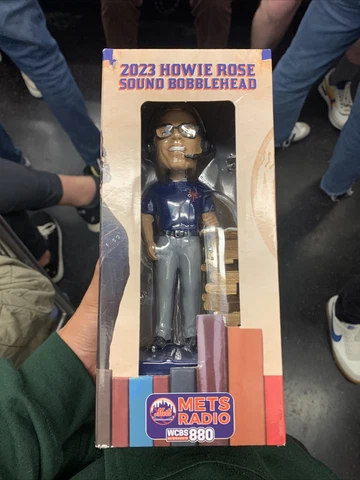 2023 HOWIE ROSE
SOUND BOBBLEHEAD
Mets
METS
RADIO
WCBS
880